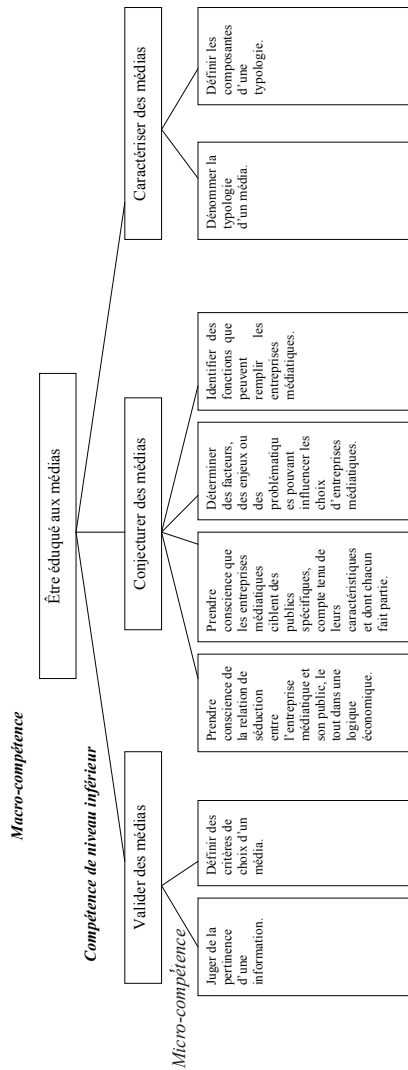 Macro-compétence
Être éduqué aux médias
Compétence de niveau inférieur
Valider des médias
Conjecturer des médias
Caractériser des médias
Micro-compétence
Juger de la
pertinence
d'une
information.
Définir des
critères de
choix d'un
média.
Prendre
conscience de
la relation de
séduction
entre
l'entreprise
médiatique et
son public, le
tout dans une
logique
économique.
Prendre
conscience que
les entreprises
médiatiques
ciblent des
publics
spécifiques,
compte tenu de
leurs
caractéristiques
et dont chacun
fait partie.
Déterminer
des facteurs,
des enjeux ou
des
problématiqu
es pouvant
influencer les
choix
d'entreprises
médiatiques.
Identifier des
fonctions que
peuvent
remplir les
entreprises
médiatiques.
Dénommer la
typologie
d'un média.
Définir les
composantes
d'une
typologie.